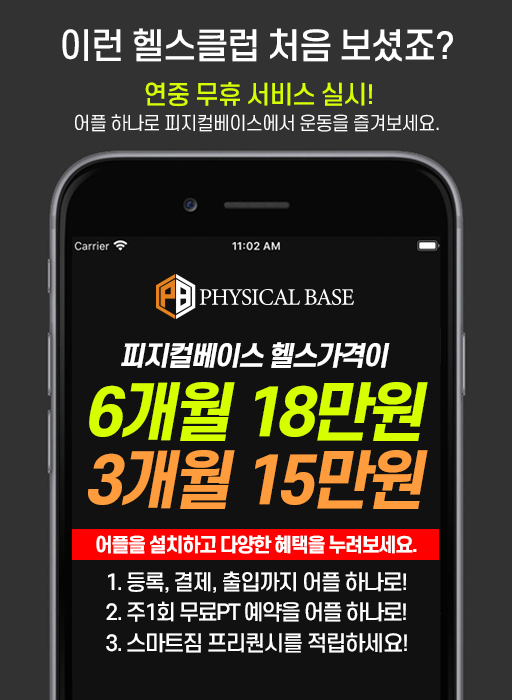 이런 헬스클럽 처음 보셨죠?
연중 무휴 서비스 실시!
어플 하나로 피지컬베이스에서 운동을 즐겨보세요.
Carrier 11:02 AM
PB PHYSICAL BASE
피지컬베이스 헬스가격이
6개월 18만원
3개월 15만원
어플을 설치하고 다양한 혜택을 누려보세요.
1. 등록, 결제, 출입까지 어플 하나로!
2. 주1회 무료PT 예약을 어플 하나로!
3. 스마트짐 프리퀀시를 적립하세요!